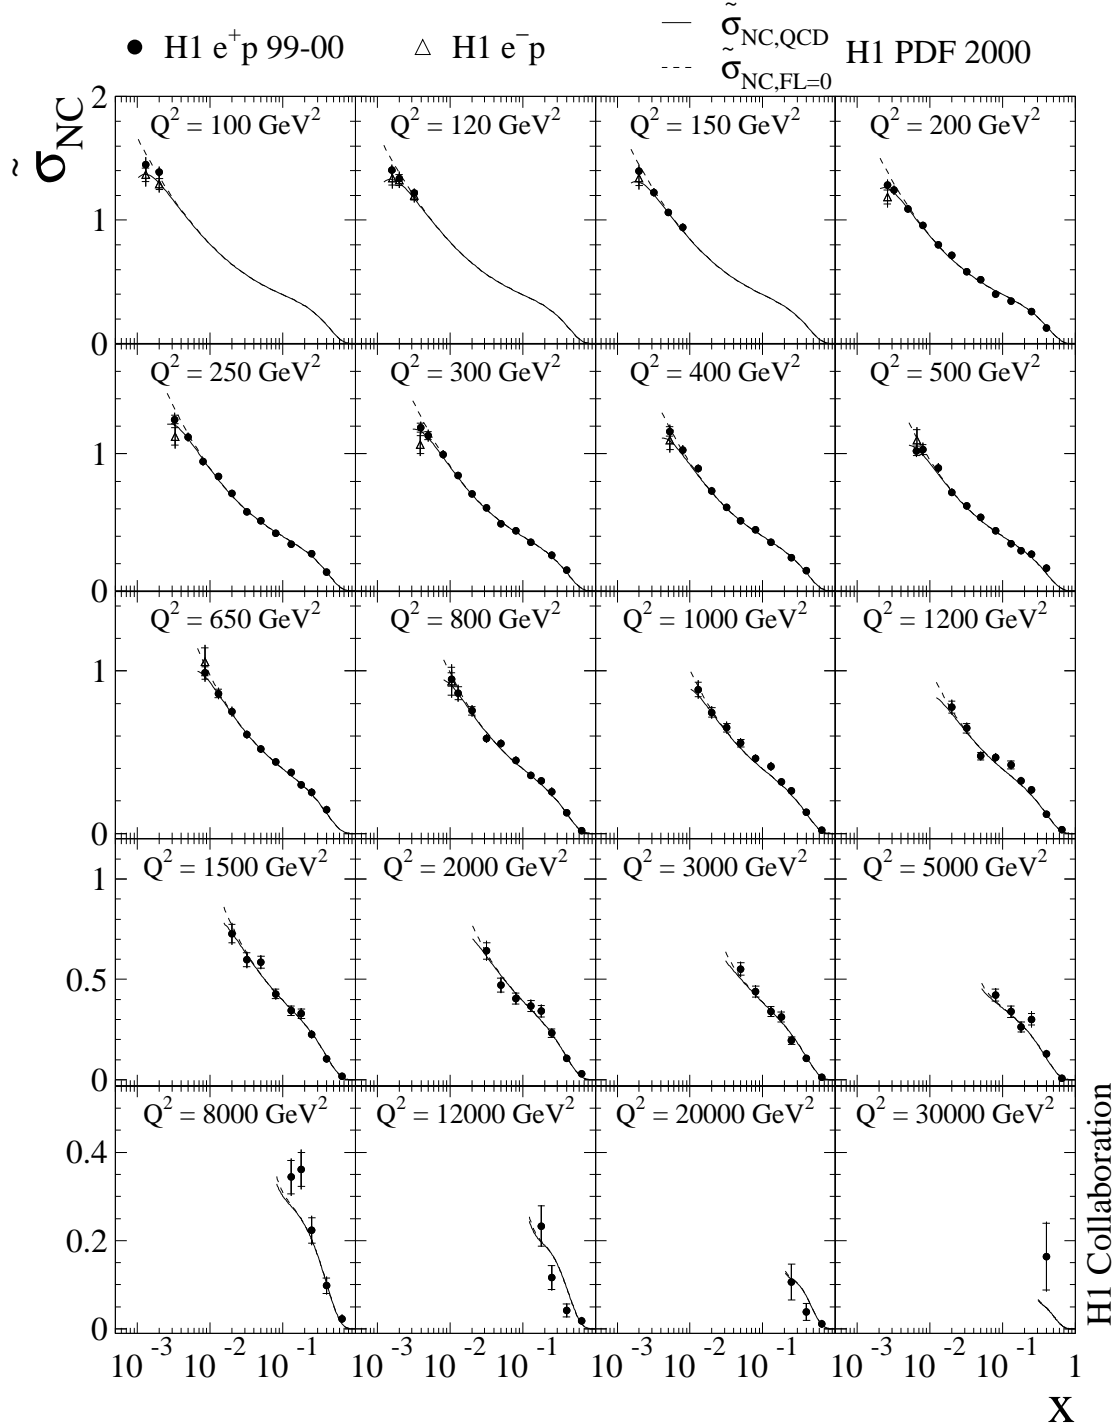 ● H1 e⁺p 99-00 △ H1 e⁻p — σ̃NC,QCD
--- σ̃NC,FL=0 H1 PDF 2000
σ̃NC
2
Q² = 100 GeV² Q² = 120 GeV² Q² = 150 GeV² Q² = 200 GeV²
1
0
Q² = 250 GeV² Q² = 300 GeV² Q² = 400 GeV² Q² = 500 GeV²
1
0
Q² = 650 GeV² Q² = 800 GeV² Q² = 1000 GeV² Q² = 1200 GeV²
1
0
1
Q² = 1500 GeV² Q² = 2000 GeV² Q² = 3000 GeV² Q² = 5000 GeV²
0.5
0
Q² = 8000 GeV² Q² = 12000 GeV² Q² = 20000 GeV² Q² = 30000 GeV²
0.4
0.2
0
10⁻³ 10⁻² 10⁻¹ 10⁻³ 10⁻² 10⁻¹ 10⁻³ 10⁻² 10⁻¹ 10⁻³ 10⁻² 10⁻¹ 1
x
H1 Collaboration